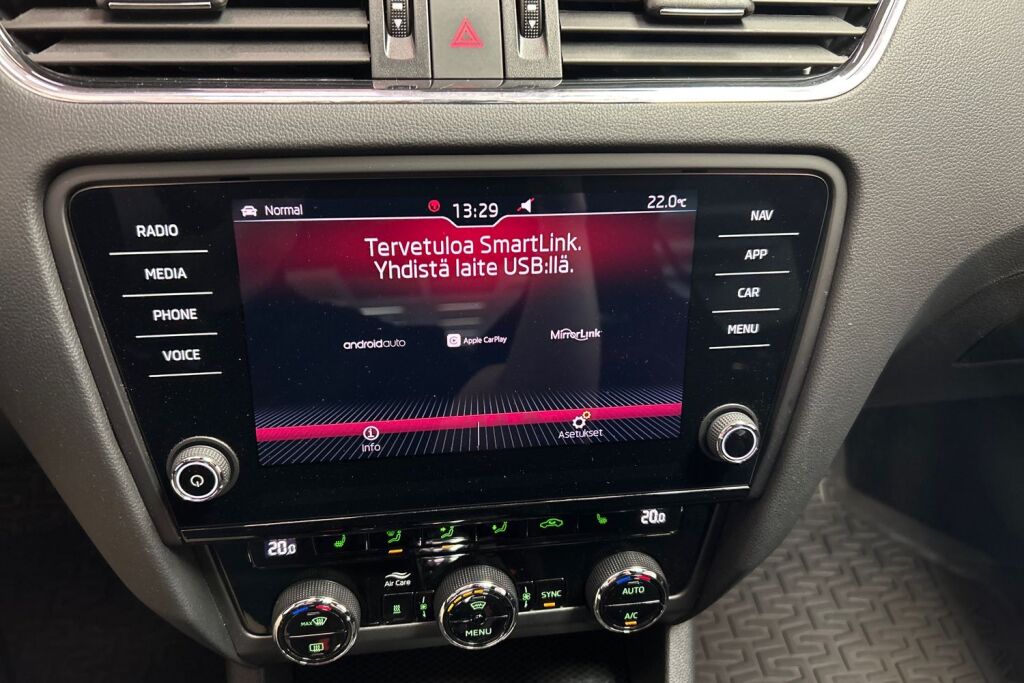 Normal
13:29
22.0°C
RADIO
MEDIA
PHONE
VOICE
Tervetuloa SmartLink.
Yhdistä laite USB:llä.
androidauto
Apple CarPlay
MirrorLink
Info
Asetukset
NAV
APP
CAR
MENU
20.0
20.0
Air Care
MAX
MENU
SYNC
AUTO
A/C